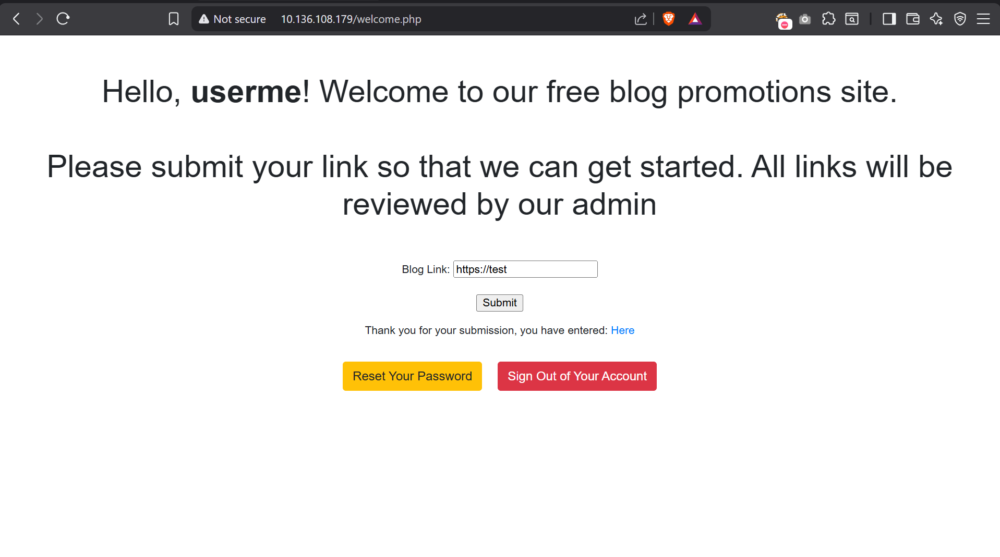 Not secure 10.136.108.179/welcome.php
Hello, userme! Welcome to our free blog promotions site.
Please submit your link so that we can get started. All links will be
reviewed by our admin
Blog Link: https://test
Submit
Thank you for your submission, you have entered: Here
Reset Your Password Sign Out of Your Account